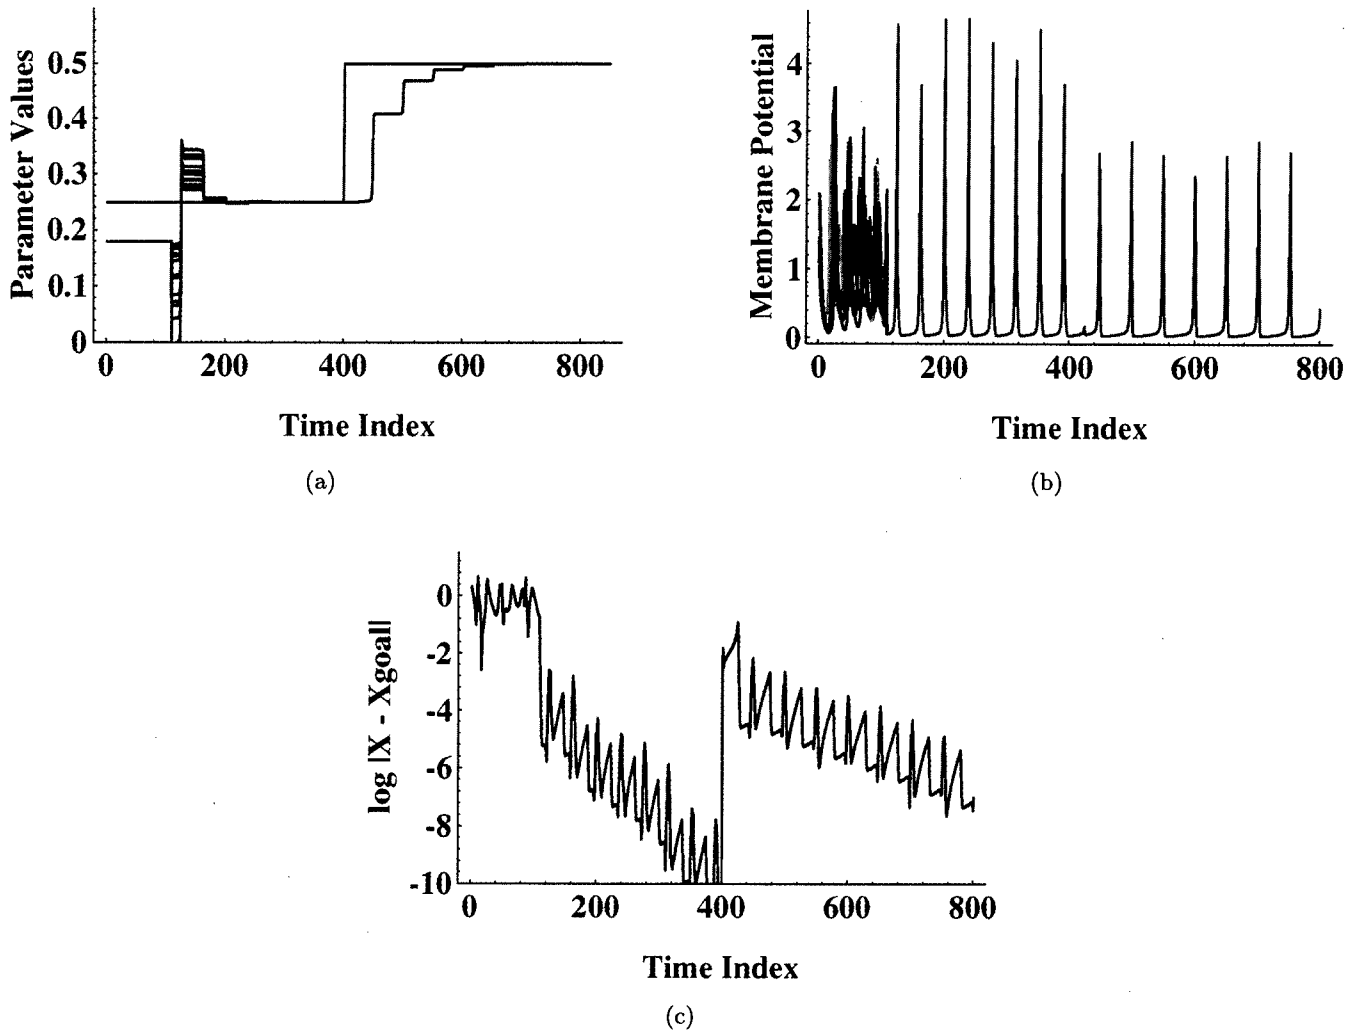 Parameter Values
0.5
0.4
0.3
0.2
0.1
0
0 200 400 600 800
Time Index
(a)
Membrane Potential
4
3
2
1
0
0 200 400 600 800
Time Index
(b)
log |X - Xgoal|
0
-2
-4
-6
-8
-10
0 200 400 600 800
Time Index
(c)